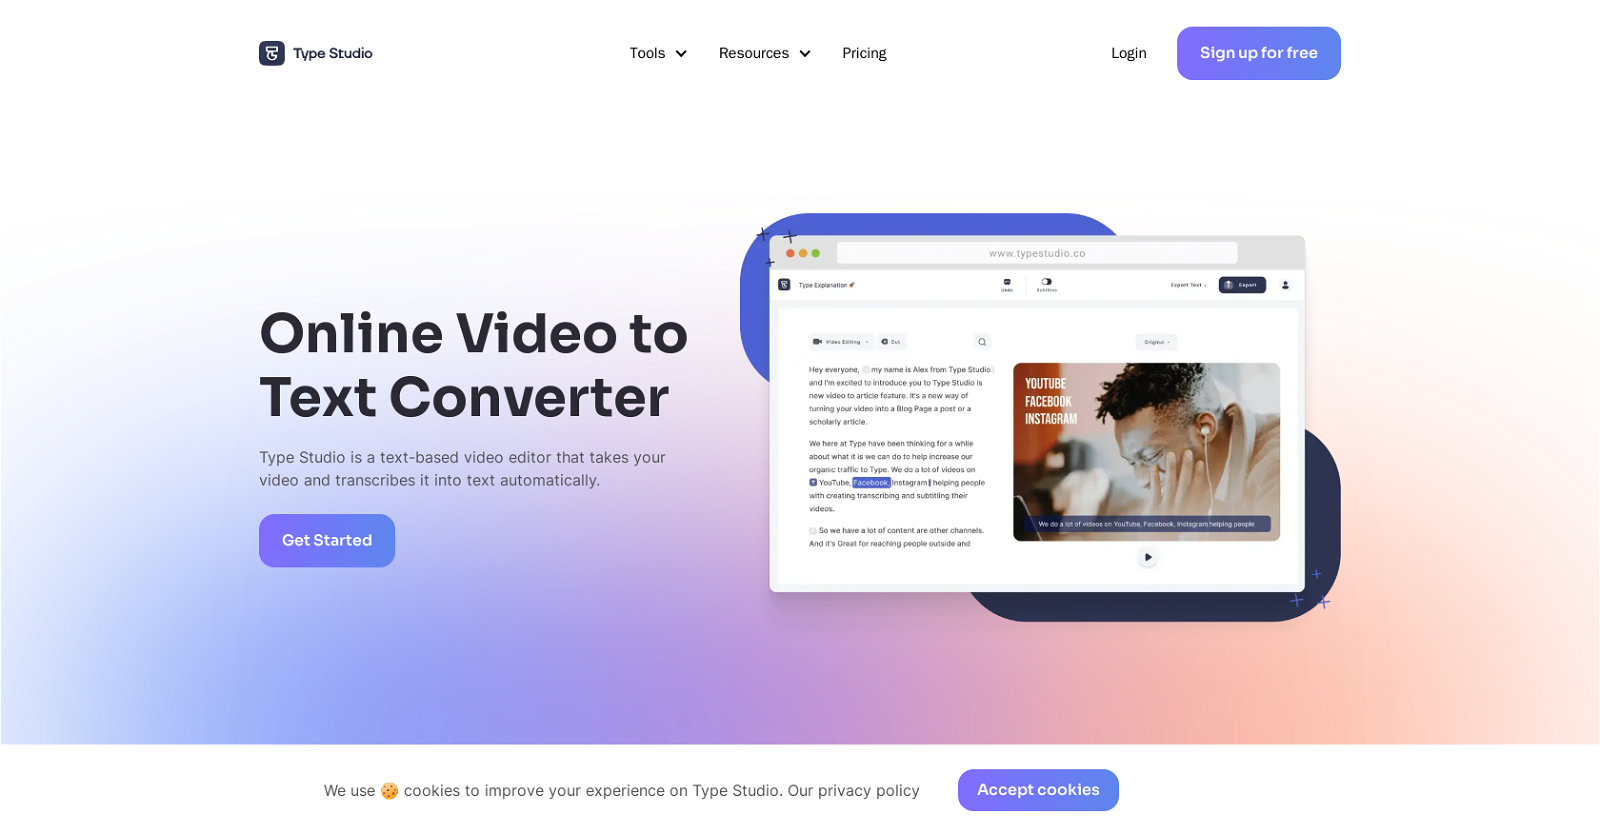 Type Studio
Tools
Resources
Pricing
Login
Sign up for free
Online Video to
Text Converter
Type Studio is a text-based video editor that takes your
video and transcribes it into text automatically.
Get Started
www.typestudio.co
Type Explanation 🚀
Undo
Subtitles
Export Text
Export
Video Editing
Cut
Original
Hey everyone, my name is Alex from Type Studio
and I'm excited to introduce you to Type Studio is
new video to article feature. It's a new way of
turning your video into a Blog Page a post or a
scholarly article.
We here at Type have been thinking for a while
about what it is we can do to help increase our
organic traffic to Type. We do a lot of videos on
YouTube, Facebook, Instagram helping people
with creating transcribing and subtitling their
videos.
So we have a lot of content are other channels.
And it's Great for reaching people outside and
YOUTUBE
FACEBOOK
INSTAGRAM
We do a lot of videos on YouTube, Facebook, Instagram helping people
We use 🍪 cookies to improve your experience on Type Studio. Our privacy policy
Accept cookies